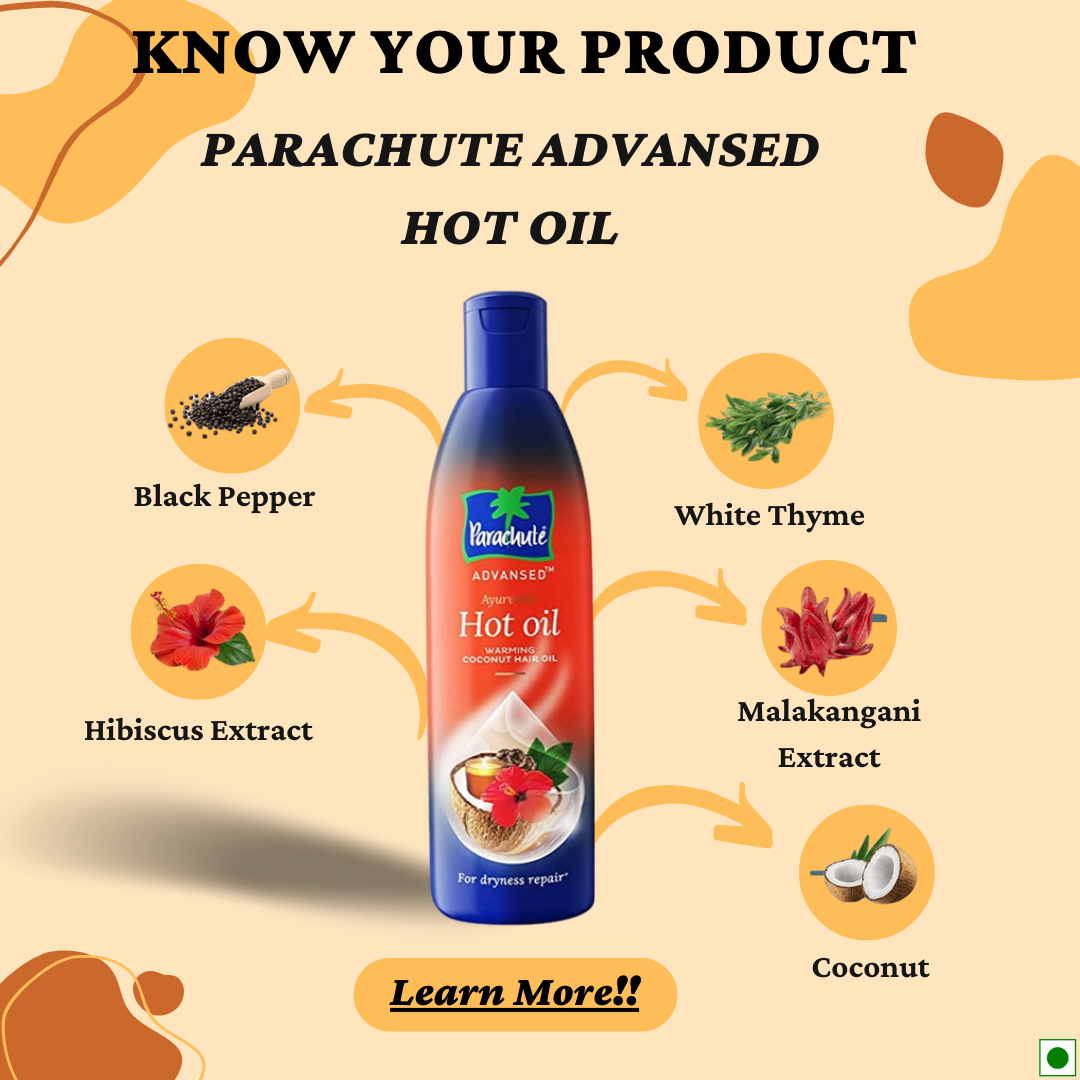 KNOW YOUR PRODUCT
PARACHUTE ADVANSED
HOT OIL
Black Pepper
White Thyme
Hibiscus Extract
Malakangani
Extract
Coconut
Parachute
ADVANSED™
Hot oil
WARMING
COCONUT HAIR OIL
For dryness repair*
Learn More!!